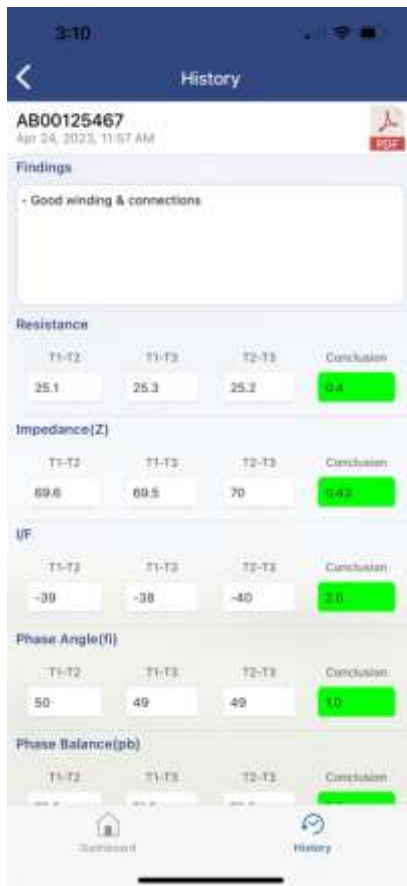 3:10
History
AB00125467
Apr 24, 2023, 11:57 AM
PDF
Findings
- Good winding & connections
Resistance
T1-T2 T1-T3 T2-T3 Conclusion
25.1 25.3 25.2 0.4
Impedance(Z)
T1-T2 T1-T3 T2-T3 Conclusion
69.6 69.5 70 0.43
I/F
T1-T2 T1-T3 T2-T3 Conclusion
-39 -38 -40 2.0
Phase Angle(fi)
T1-T2 T1-T3 T2-T3 Conclusion
50 49 49 1.0
Phase Balance(pb)
T1-T2 T1-T3 T2-T3 Conclusion
Dashboard History